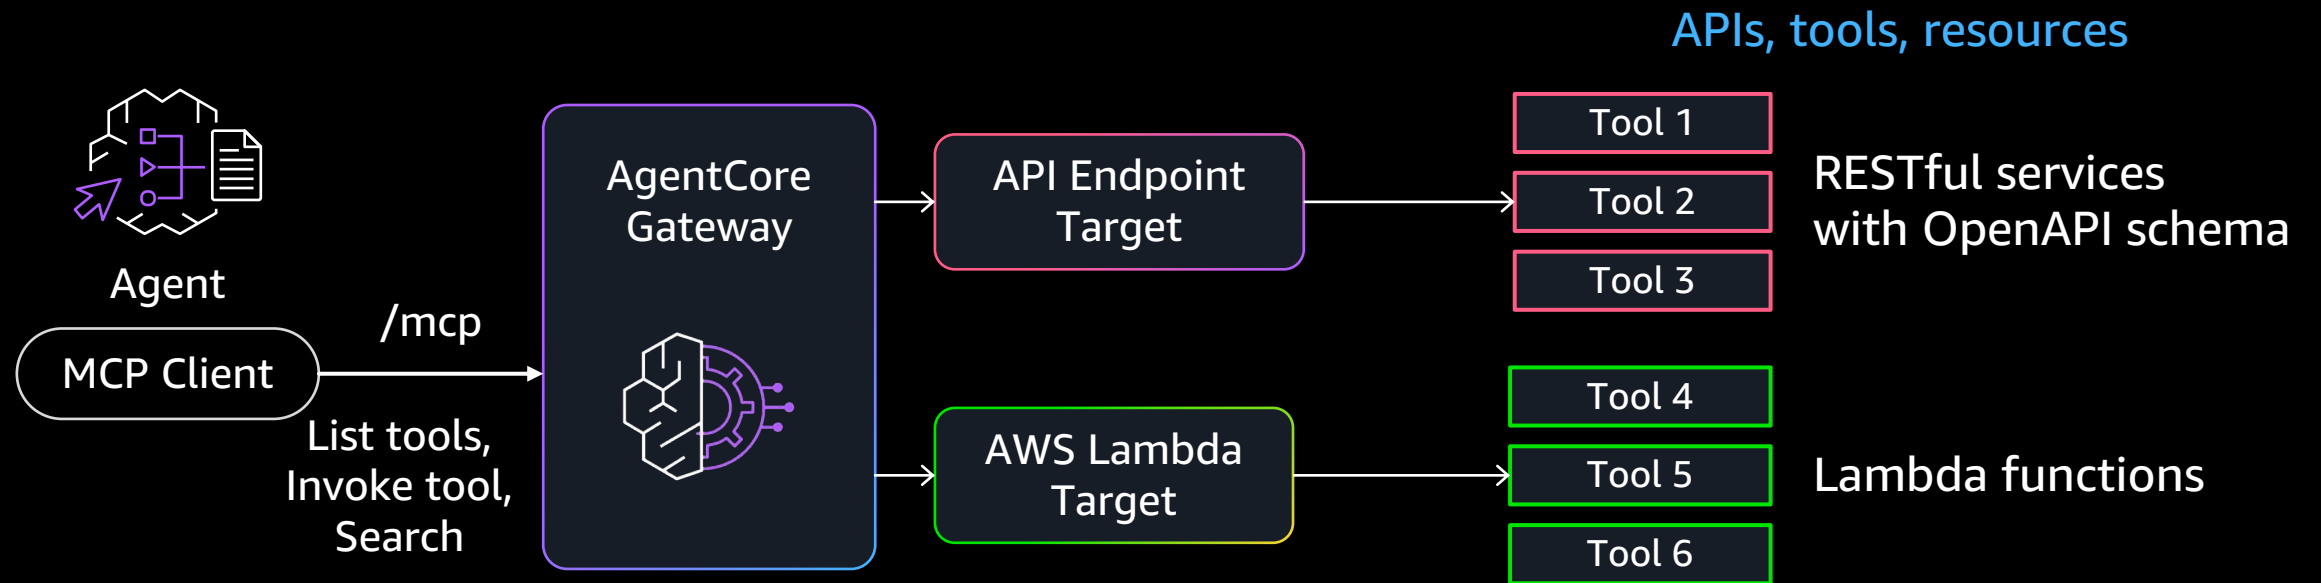 APIs, tools, resources
Agent
MCP Client
/mcp
List tools,
Invoke tool,
Search
AgentCore
Gateway
API Endpoint
Target
Tool 1
Tool 2
Tool 3
RESTful services
with OpenAPI schema
AWS Lambda
Target
Tool 4
Tool 5
Tool 6
Lambda functions